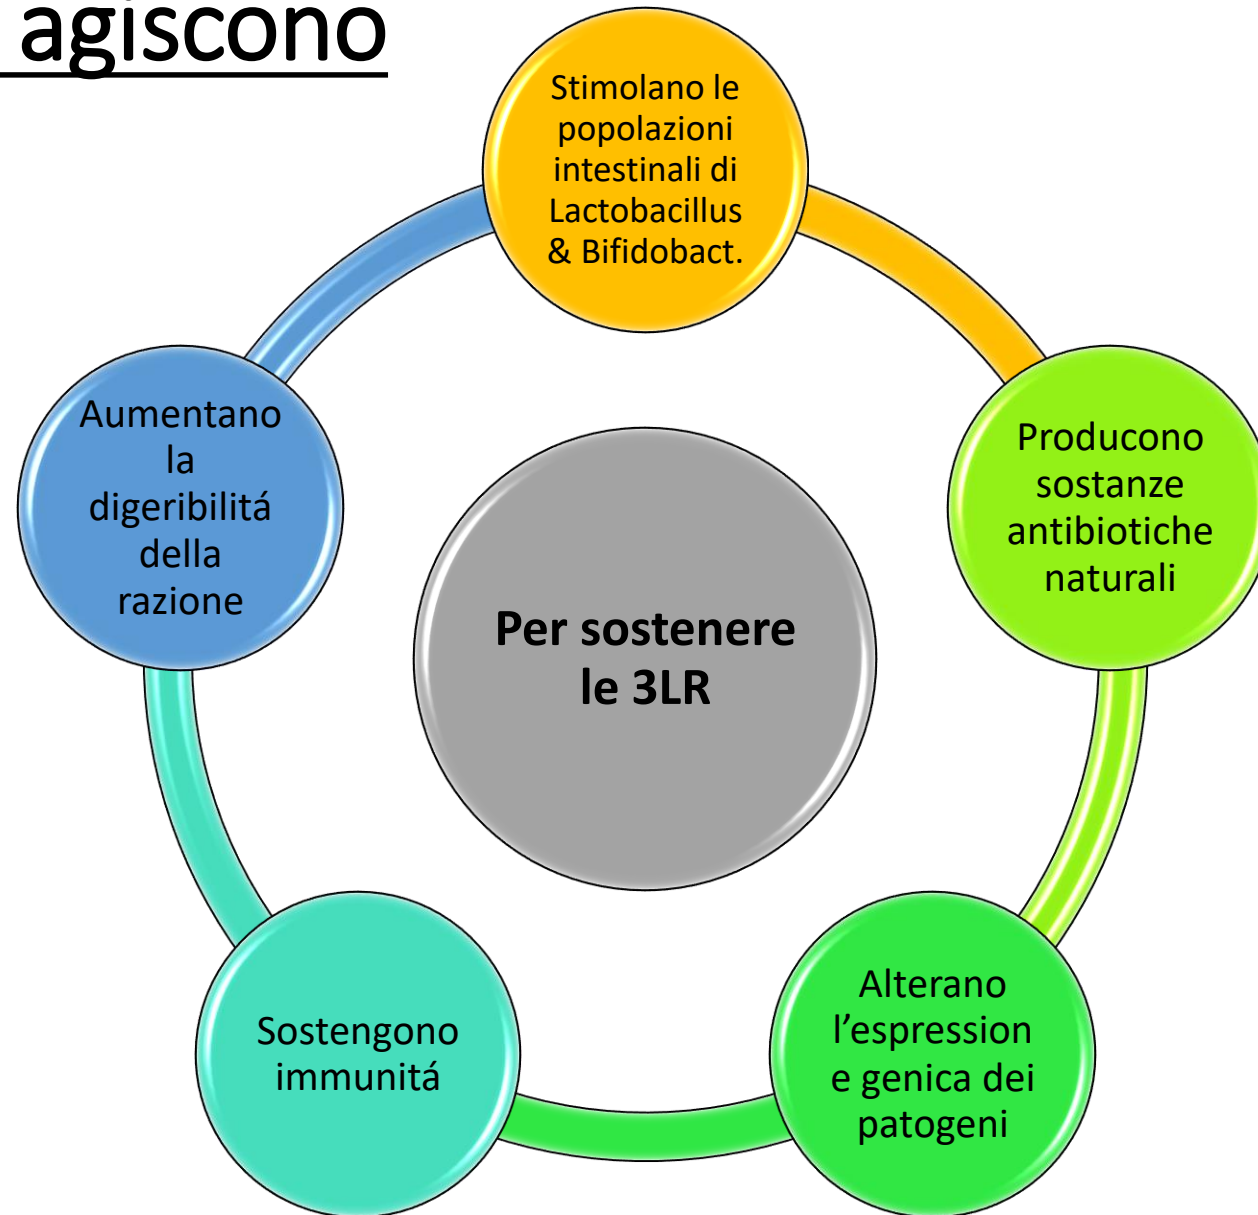 agiscono
Stimolano le
popolazioni
intestinali di
Lactobacillus
& Bifidobact.
Producono
sostanze
antibiotiche
naturali
Alterano
l’espression
e genica dei
patogeni
Sostengono
immunitá
Aumentano
la
digeribilitá
della
razione
Per sostenere
le 3LR